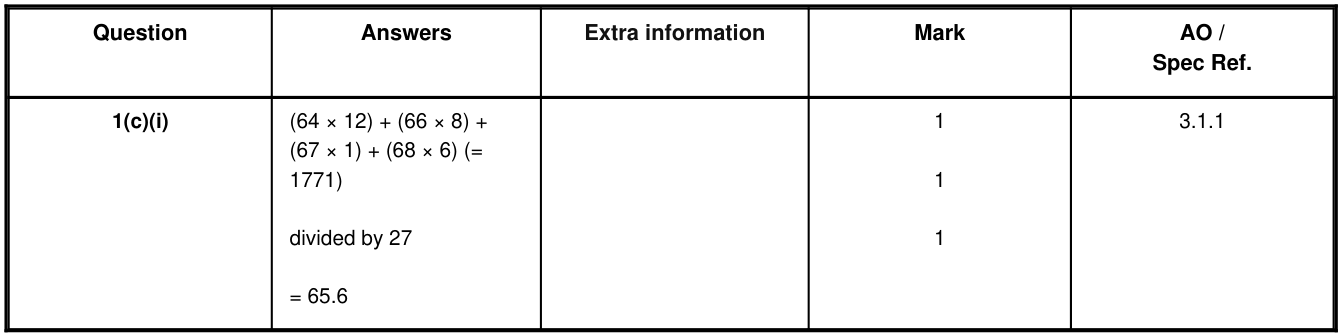 Question Answers Extra information Mark AO /
Spec Ref.
1(c)(i) (64 × 12) + (66 × 8) + 1 3.1.1
(67 × 1) + (68 × 6) (=
1771) 1
divided by 27 1
= 65.6